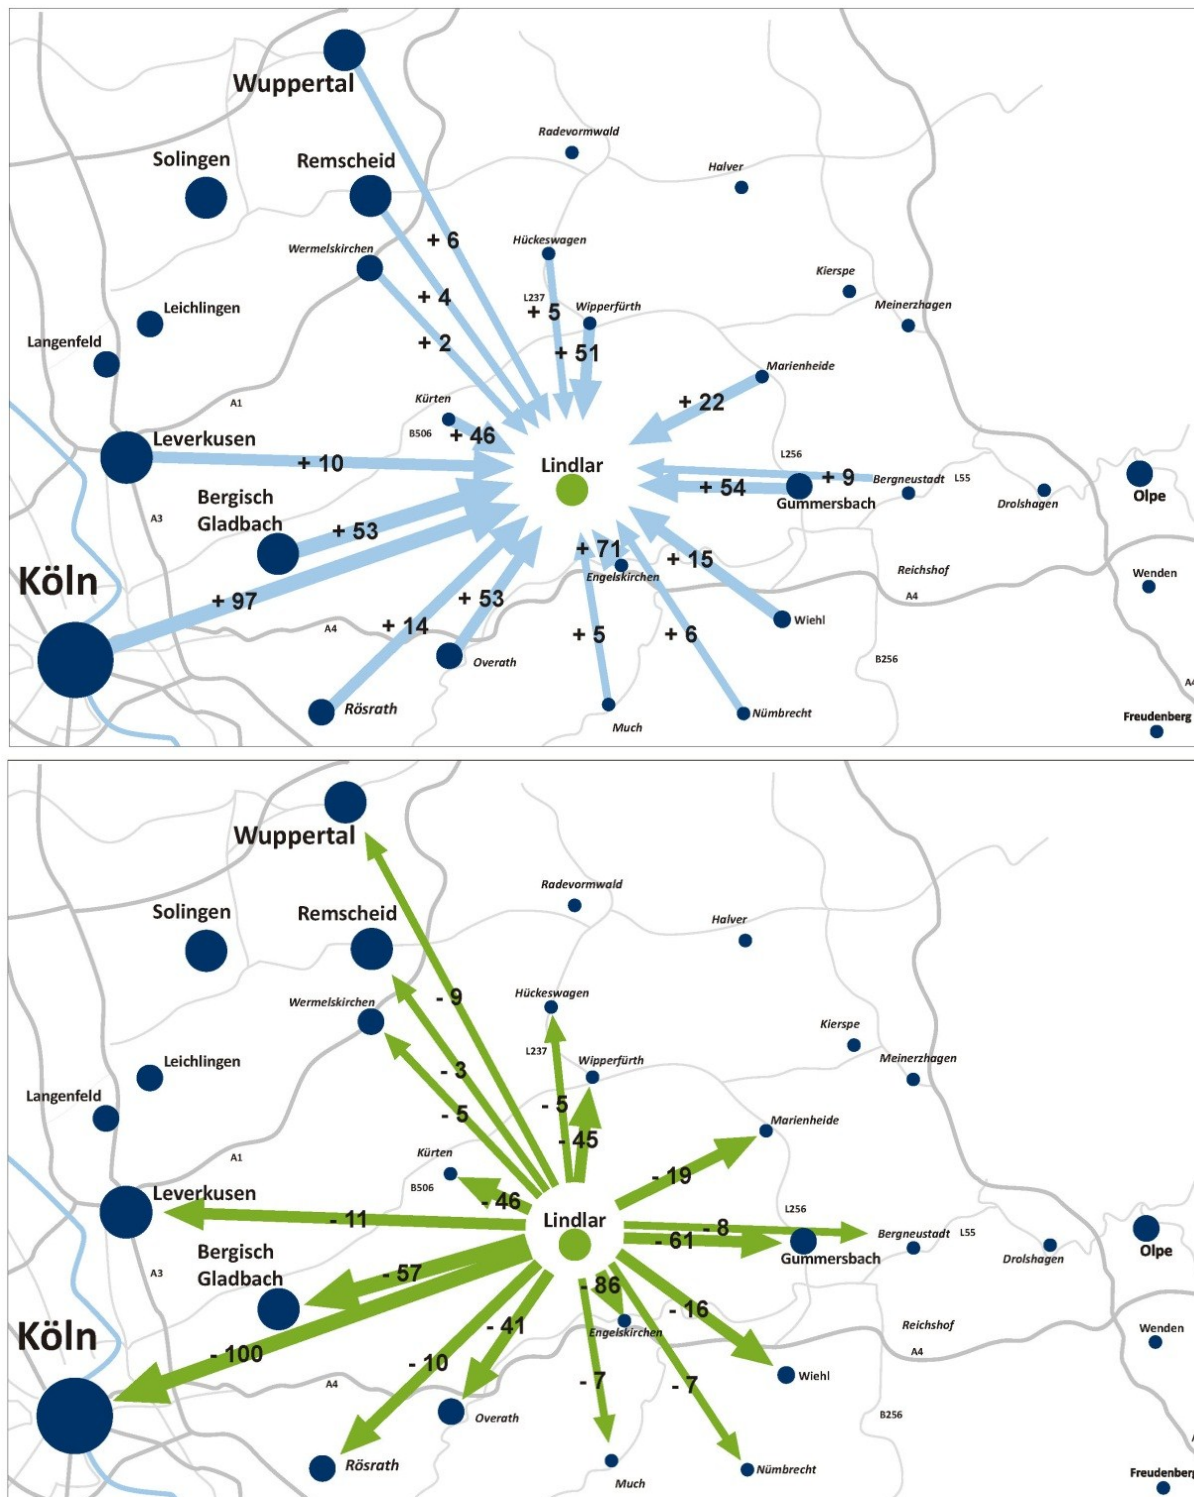 Wuppertal
Radevormwald
Solingen
Remscheid
Halver
Wermelskirchen
+ 6
Hückeswagen
Kierspe
+ 4
L237
Leichlingen
+ 5
Wipperfürth
Meinerzhagen
Langenfeld
+ 2
+ 51
Marienheide
A1
Kürten
+ 22
B506
+ 46
Leverkusen
L256
+ 10
Lindlar
+ 9
Bergneustadt
L55
Bergisch
Gladbach
+ 54
Gummersbach
Drolshagen
Olpe
A3
+ 53
+ 71
Engelskirchen
+ 15
Reichshof
Wenden
Köln
+ 97
+ 53
A4
A4
+ 14
+ 5
+ 6
Wiehl
Overath
B256
A4
Rösrath
Much
Nümbrecht
Freudenberg
Wuppertal
Radevormwald
Solingen
Remscheid
Halver
Wermelskirchen
- 9
Hückeswagen
Kierspe
L237
Leichlingen
- 3
Wipperfürth
Meinerzhagen
Langenfeld
- 5
- 5
Marienheide
- 45
A1
Kürten
- 19
B506
- 46
Leverkusen
L256
- 11
Lindlar
- 8
Bergneustadt
L55
Bergisch
Gladbach
- 61
Gummersbach
Drolshagen
Olpe
A3
- 57
- 86
Engelskirchen
- 16
Reichshof
Wenden
Köln
- 100
- 41
A4
A4
- 10
- 7
- 7
Wiehl
Overath
B256
Rösrath
Much
Nümbrecht
Freudenberg